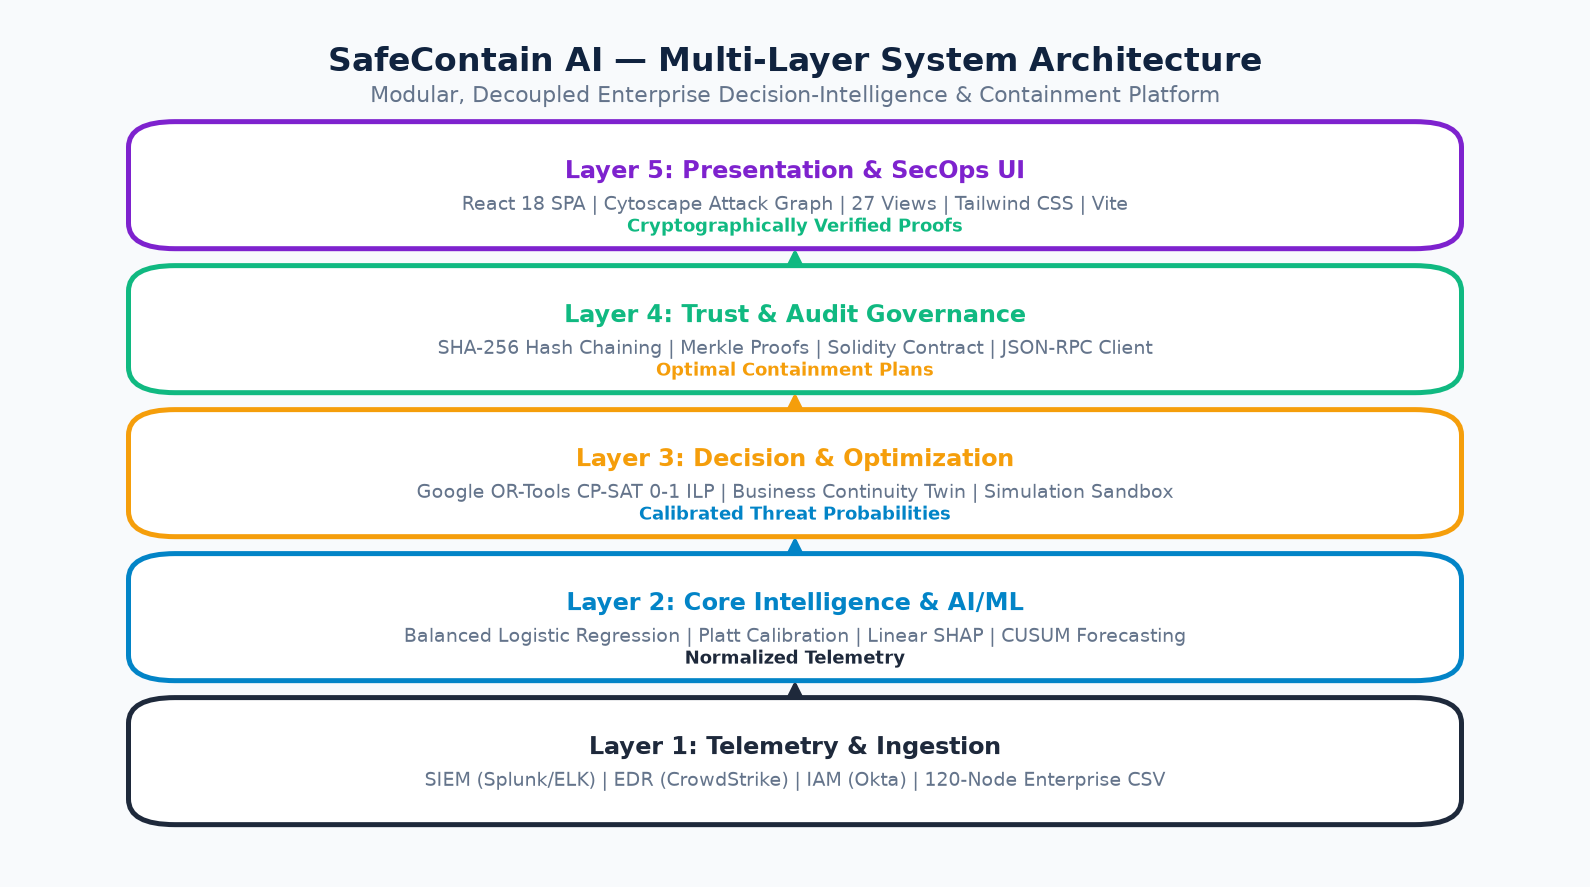 SafeContain AI — Multi-Layer System Architecture
Modular, Decoupled Enterprise Decision-Intelligence & Containment Platform
Layer 5: Presentation & SecOps UI
React 18 SPA | Cytoscape Attack Graph | 27 Views | Tailwind CSS | Vite
Cryptographically Verified Proofs
Layer 4: Trust & Audit Governance
SHA-256 Hash Chaining | Merkle Proofs | Solidity Contract | JSON-RPC Client
Optimal Containment Plans
Layer 3: Decision & Optimization
Google OR-Tools CP-SAT 0-1 ILP | Business Continuity Twin | Simulation Sandbox
Calibrated Threat Probabilities
Layer 2: Core Intelligence & AI/ML
Balanced Logistic Regression | Platt Calibration | Linear SHAP | CUSUM Forecasting
Normalized Telemetry
Layer 1: Telemetry & Ingestion
SIEM (Splunk/ELK) | EDR (CrowdStrike) | IAM (Okta) | 120-Node Enterprise CSV